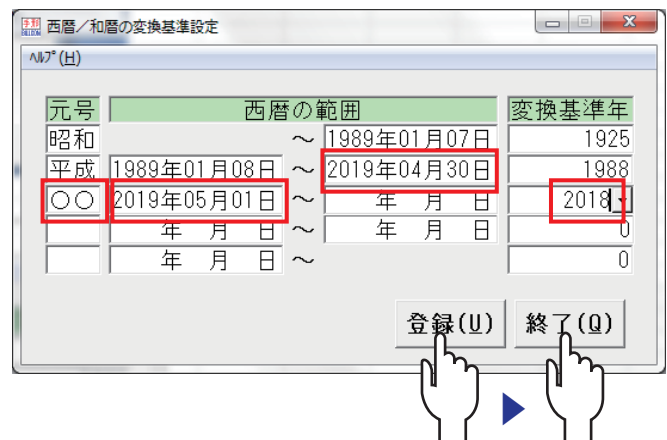 西暦／和暦の変換基準設定
ﾍﾙﾌﾟ(H)
元号 西暦の範囲 変換基準年
昭和 ～ 1989年01月07日 1925
平成 1989年01月08日 ～ 2019年04月30日 1988
○○ 2019年05月01日 ～ 年 月 日 2018
年 月 日 ～ 年 月 日 0
年 月 日 ～ 0
登録(U) 終了(Q)